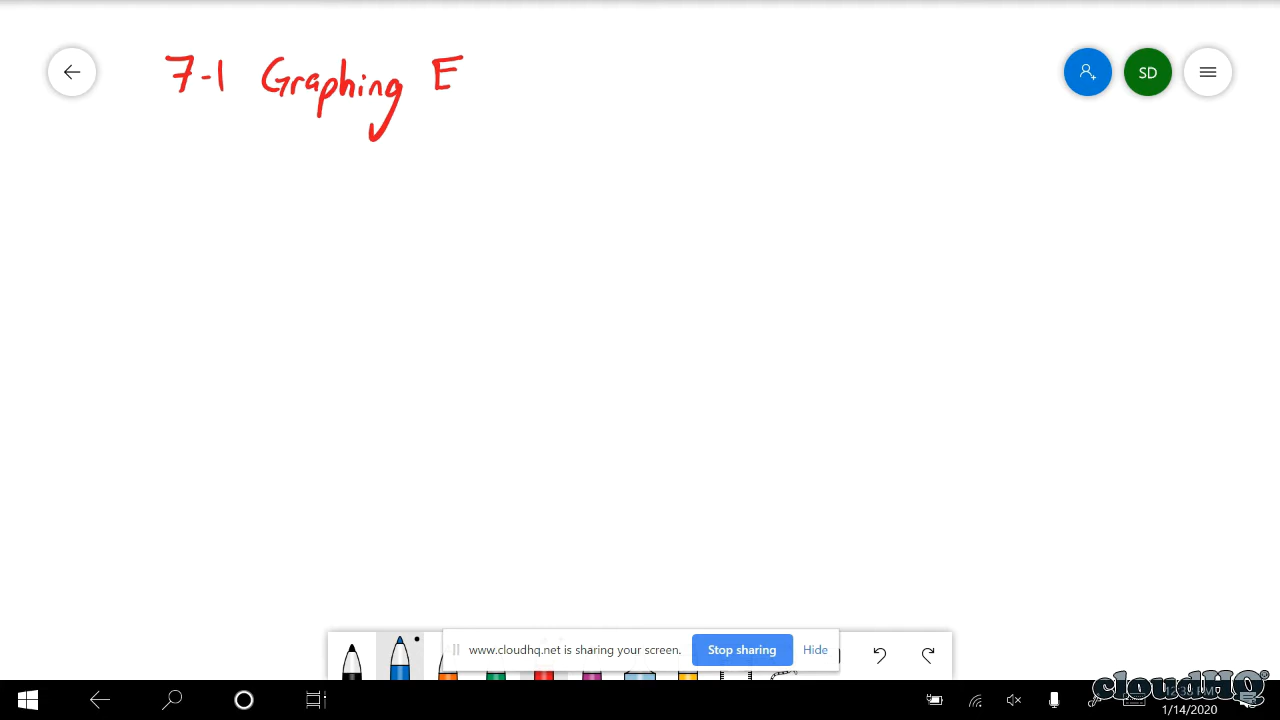 7-1 Graphing E
SD
www.cloudhq.net is sharing your screen.
Stop sharing
Hide
cloudHQ
1/14/2020